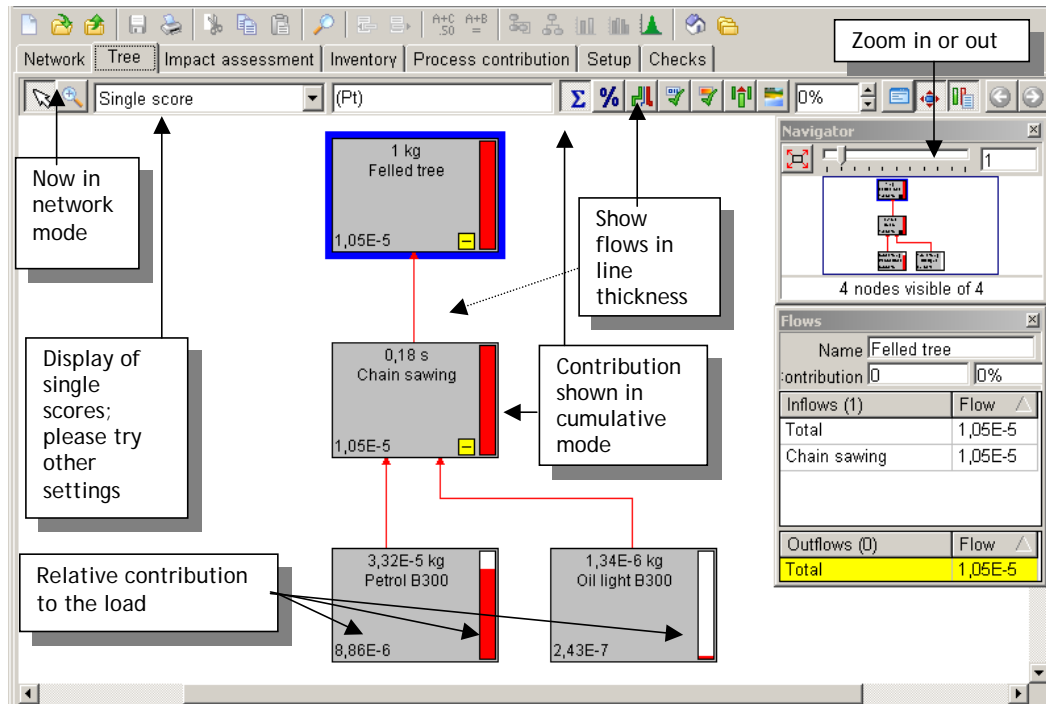 A+C
.50
A+B
=
Zoom in or out
Network Tree Impact assessment Inventory Process contribution Setup Checks
Single score (Pt) Σ % 0%
Navigator
1
4 nodes visible of 4
Now in
network
mode
1 kg
Felled tree
1,05E-5
Show
flows in
line
thickness
Display of
single
scores;
please try
other
settings
0,18 s
Chain sawing
1,05E-5
Contribution
shown in
cumulative
mode
Flows
Name Felled tree
ontribution 0 0%
Inflows (1) Flow
Total 1,05E-5
Chain sawing 1,05E-5
Outflows (0) Flow
Total 1,05E-5
Relative contribution
to the load
3,32E-5 kg
Petrol B300
8,86E-6
1,34E-6 kg
Oil light B300
2,43E-7